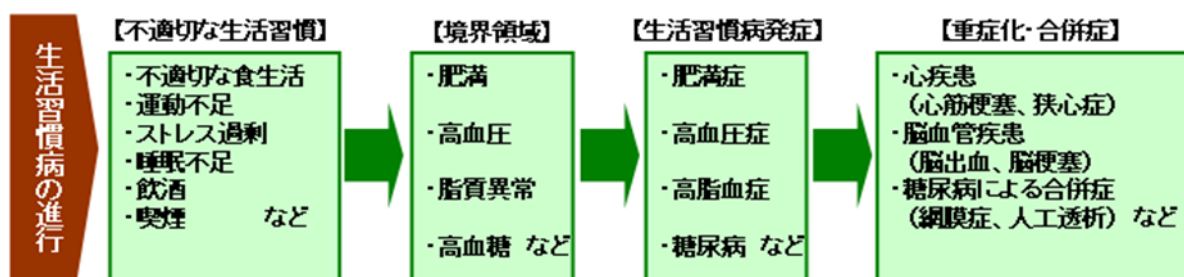 生活習慣病の進行
【不適切な生活習慣】
・不適切な食生活
・運動不足
・ストレス過剰
・睡眠不足
・飲酒
・喫煙 など
【境界領域】
・肥満
・高血圧
・脂質異常
・高血糖 など
【生活習慣病発症】
・肥満症
・高血圧症
・高脂血症
・糖尿病 など
【重症化・合併症】
・心疾患
（心筋梗塞、狭心症）
・脳血管疾患
（脳出血、脳梗塞）
・糖尿病による合併症
（網膜症、人工透析） など